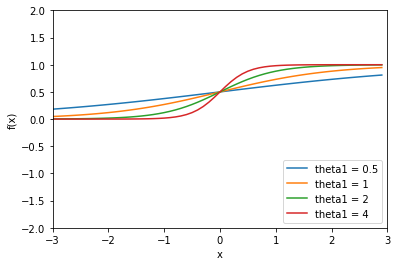 2.0
1.5
1.0
0.5
0.0
−0.5
−1.0
−1.5
−2.0
f(x)
−3
−2
−1
0
1
2
3
x
theta1 = 0.5
theta1 = 1
theta1 = 2
theta1 = 4